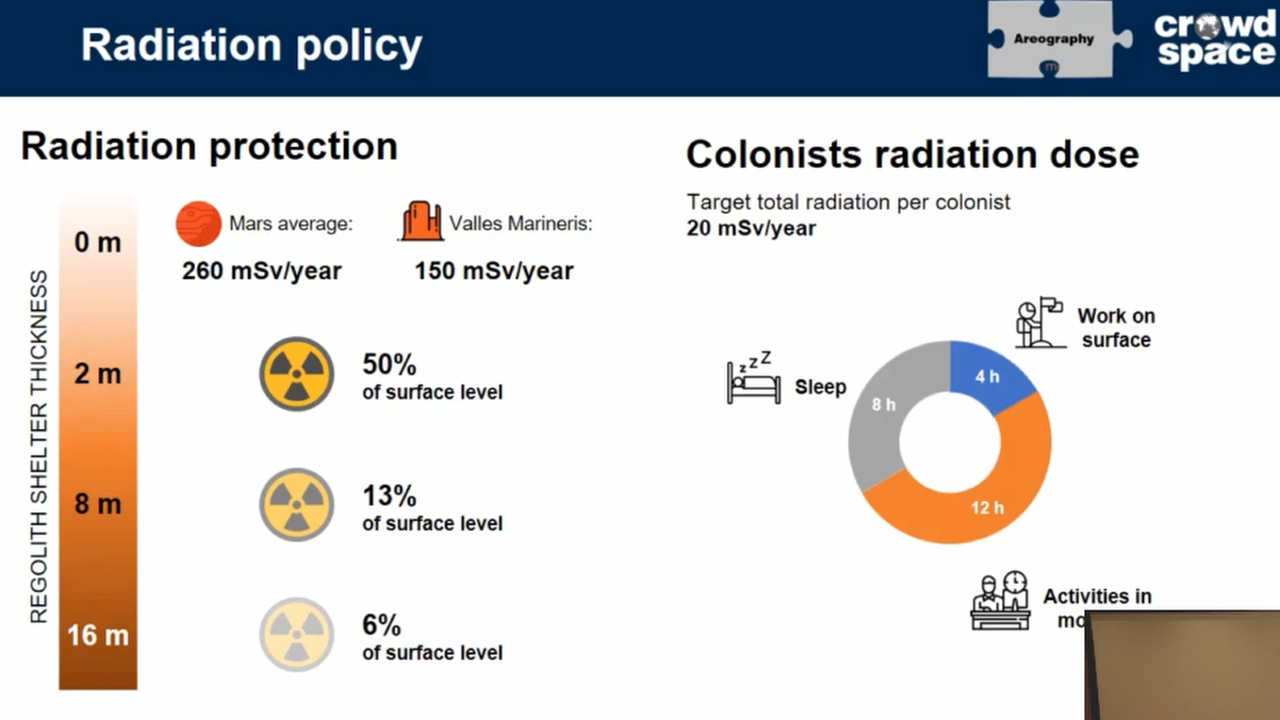 Radiation policy
Areography
crowd
space
Radiation protection
REGOLITH SHELTER THICKNESS
0 m
2 m
8 m
16 m
Mars average:
260 mSv/year
Valles Marineris:
150 mSv/year
50%
of surface level
13%
of surface level
6%
of surface level
Colonists radiation dose
Target total radiation per colonist
20 mSv/year
Work on
surface
4 h
zzZ
Sleep
8 h
12 h
Activities in